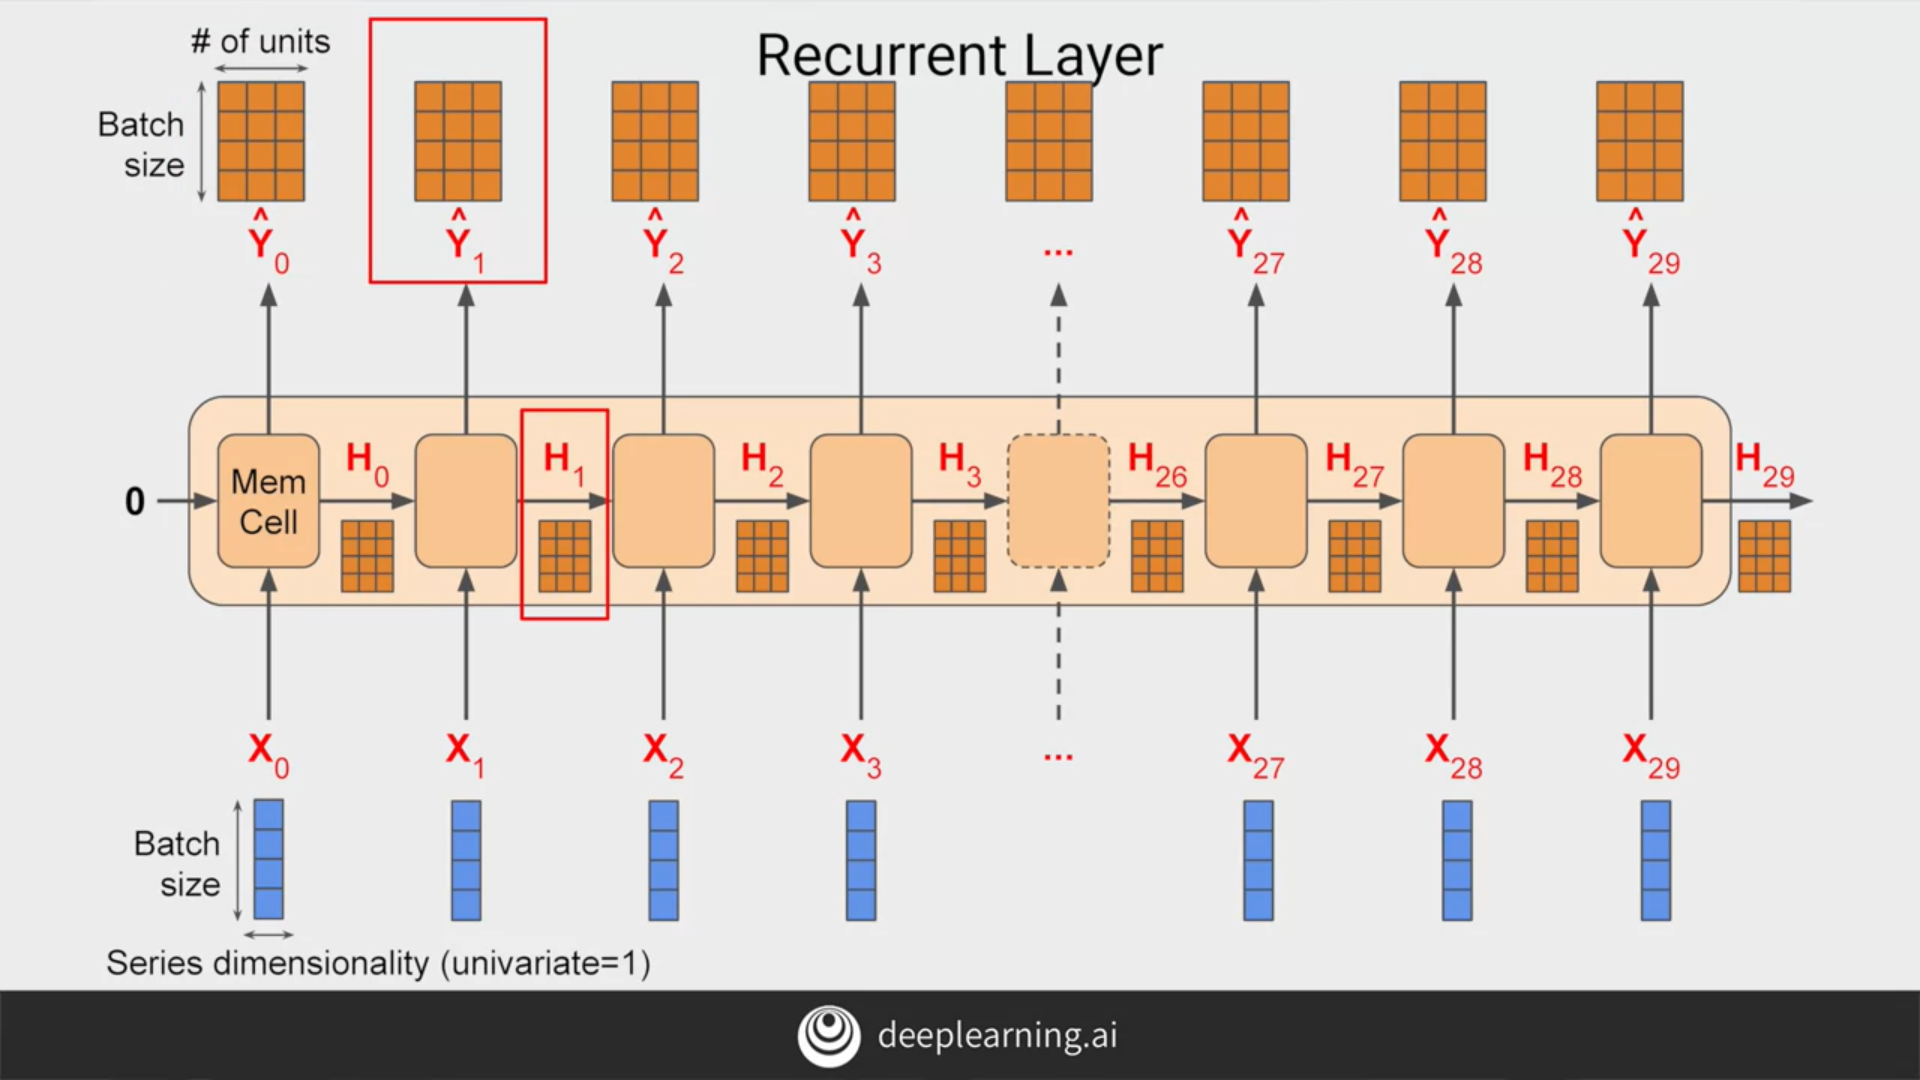 Recurrent Layer
# of units
Batch
size
Ŷ0 Ŷ1 Ŷ2 Ŷ3 ... Ŷ27 Ŷ28 Ŷ29
0
Mem
Cell
H0 H1 H2 H3 H26 H27 H28 H29
X0 X1 X2 X3 ... X27 X28 X29
Batch
size
Series dimensionality (univariate=1)
deeplearning.ai